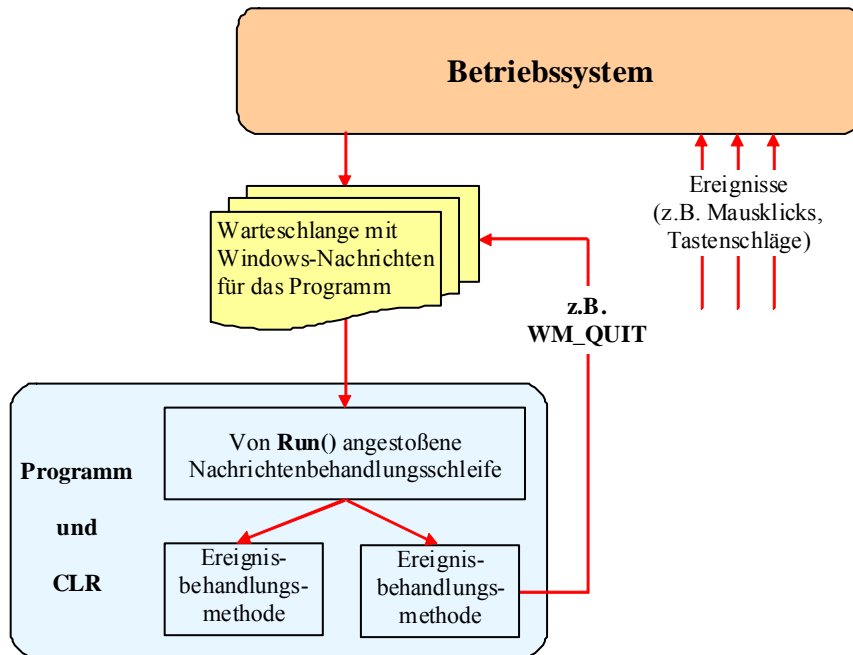 Betriebssystem
Ereignisse
(z.B. Mausklicks,
Tastenschläge)
Warteschlange mit
Windows-Nachrichten
für das Programm
z.B.
WM_QUIT
Programm
und
CLR
Von Run() angestoßene
Nachrichtenbehandlungsschleife
Ereignis-
behandlungs-
methode
Ereignis-
behandlungs-
methode